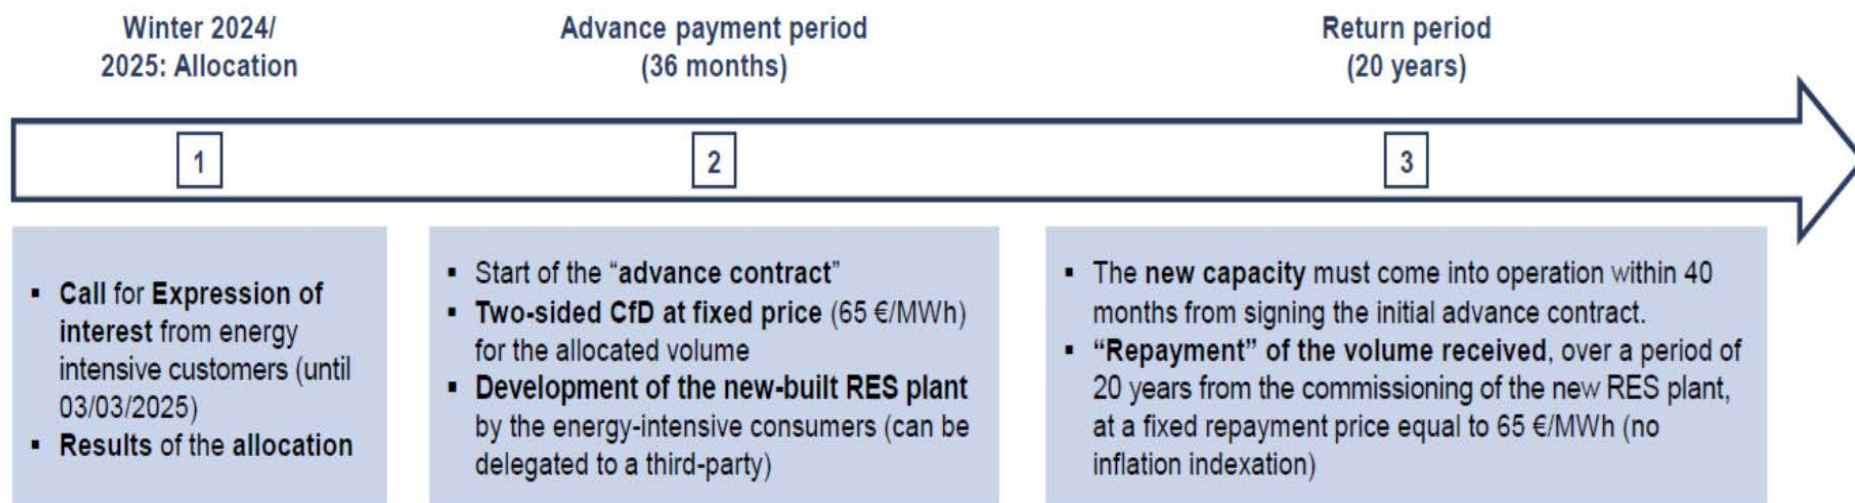 Winter 2024/
2025: Allocation
Advance payment period
(36 months)
Return period
(20 years)
1
2
3
▪ Call for Expression of
interest from energy
intensive customers (until
03/03/2025)
▪ Results of the allocation
▪ Start of the “advance contract”
▪ Two-sided CfD at fixed price (65 €/MWh)
for the allocated volume
▪ Development of the new-built RES plant
by the energy-intensive consumers (can be
delegated to a third-party)
▪ The new capacity must come into operation within 40
months from signing the initial advance contract.
▪ “Repayment” of the volume received, over a period of
20 years from the commissioning of the new RES plant,
at a fixed repayment price equal to 65 €/MWh (no
inflation indexation)